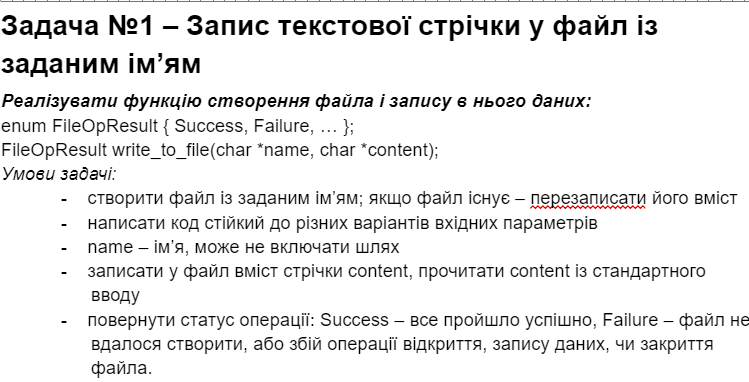 Задача №1 – Запис текстової стрічки у файл із
заданим ім’ям
Реалізувати функцію створення файла і запису в нього даних:
enum FileOpResult { Success, Failure, … };
FileOpResult write_to_file(char *name, char *content);
Умови задачі:
- створити файл із заданим ім’ям; якщо файл існує – перезаписати його вміст
- написати код стійкий до різних варіантів вхідних параметрів
- name – ім’я, може не включати шлях
- записати у файл вміст стрічки content, прочитати content із стандартного
вводу
- повернути статус операції: Success – все пройшло успішно, Failure – файл не
вдалося створити, або збій операції відкриття, запису даних, чи закриття
файла.